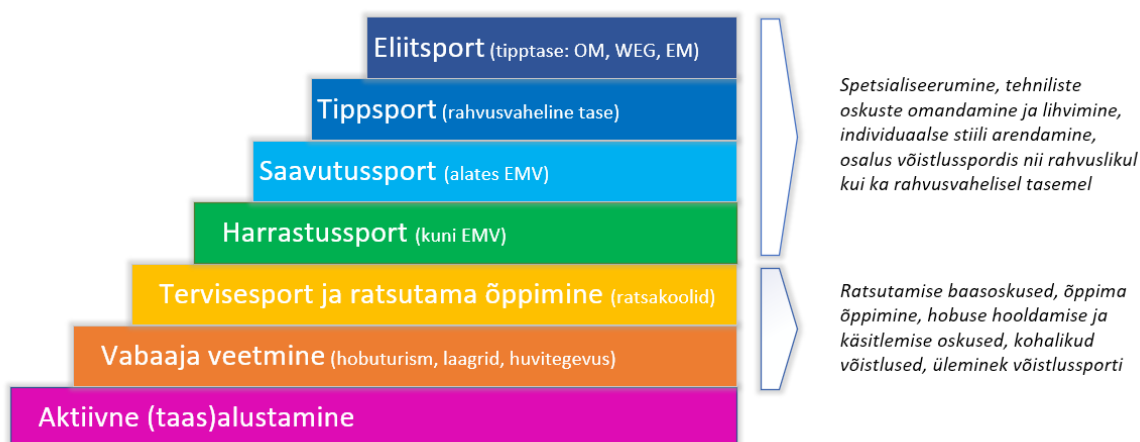 Eliitsport (tipptase: OM, WEG, EM)
Tippsport (rahvusvaheline tase)
Saavutussport (alates EMV)
Harrastussport (kuni EMV)
Tervisesport ja ratsutama õppimine (ratsakoolid)
Vabaaja veetmine (hobuturism, laagrid, huvitegevus)
Aktiivne (taas)alustamine
Spetsialiseerumine, tehniliste
oskuste omandamine ja lihvimine,
individuaalse stiili arendamine,
osalus võistlusspordis nii rahvuslikul
kui ka rahvusvahelisel tasemel
Ratsutamise baasoskused, õppima
õppimine, hobuse hooldamise ja
käsitlemise oskused, kohalikud
võistlused, üleminek võistlussporti